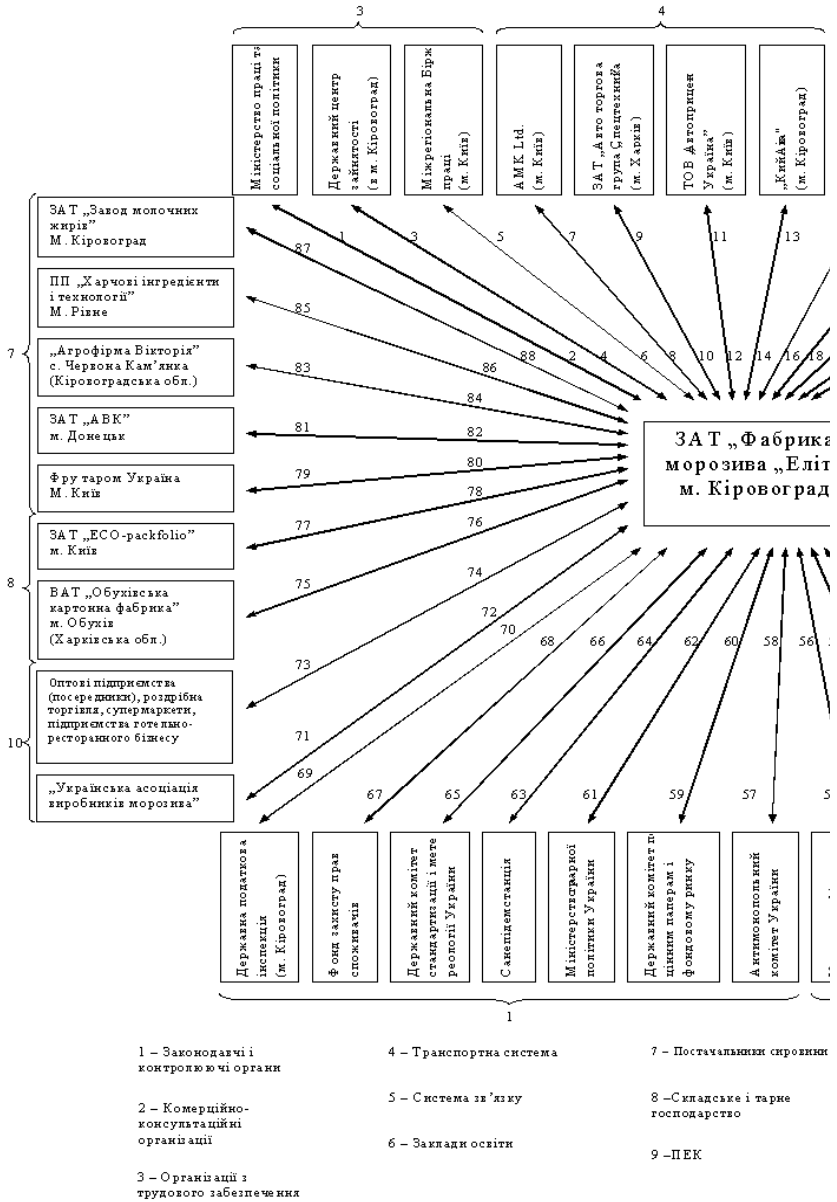 3
4
Міністерство праці та
соціальної політики
Державний центр
зайнятості
(в м. Кіровоград)
Міжрегіональна Бірж
праці
(м. Київ)
AMK Ltd.
(м. Київ)
ЗАТ „Авто торгова
група Спецтехніка
(м. Харків)
ТОВ Автоприцеп
Україна”
(м. Київ)
„КийАвіа"
(м. Кіровоград)
ЗАТ „Завод молочних
жирів”
М. Кіровоград
ПП „Харчові інгредієнти
і технології”
М. Рівне
7
„Агрофірма Вікторія”
с. Червона Кам’янка
(Кіровоградська обл.)
ЗАТ „АВК”
м. Донецьк
Фру таром Україна
М. Київ
8
ЗАТ „ECO-packfolio”
м. Київ
ВАТ „Обухівська
картонна фабрика”
м. Обухів
(Харківська обл.)
10
Оптові підприємства
(посередники), роздрібна
торгівля, супермаркети,
підприємства готельно-
ресторанного бізнесу
„Українська асоціація
виробників морозива”
87 1 3 5 7 9 11 13
85
83
81
79
77
75
73
71
69
88 2 4 6 8 10 12 14 16 18
86
84
82
80
78
76
74
72
70 68 66 64 62 60 58 56
ЗАТ „Фабрика
морозива „Еліт
м. Кіровоград
67 65 63 61 59 57 5
Державна податкова
інспекція
(м. Кіровоград)
Фонд захисту прав
споживачів
Державний комітет
стандартизації і мете
реології України
Санепідемстанція
Міністерство аграрної
політики України
Державний комітет п
цінним паперам і
фондовому ринку
Антимонопольний
комітет України
1
1 – Законодавчі і
контролюючі органи
2 – Комерційно-
консультаційні
організації
3 – Організації з
трудового забезпечення
4 – Транспортна система
5 – Система зв’язку
6 – Заклади освіти
7 – Постачальники сировини
8 –Складське і тарне
господарство
9 –ПЕК